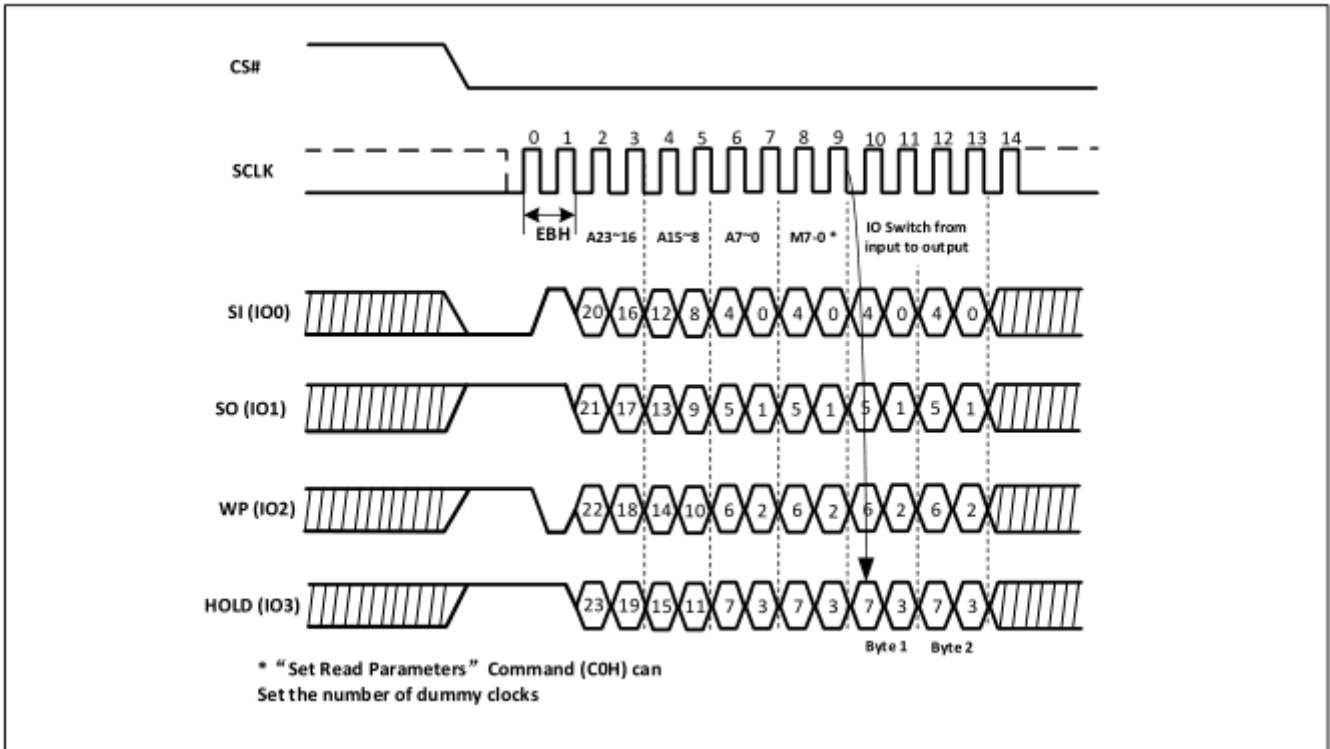 CS#
0 1 2 3 4 5 6 7 8 9 10 11 12 13 14
SCLK
EBH A23~16 A15~8 A7~0 M7-0 * IO Switch from
input to output
SI (IO0) 20 16 12 8 4 0 4 0 4 0 4 0
SO (IO1) 21 17 13 9 5 1 5 1 5 1 5 1
WP (IO2) 22 18 14 10 6 2 6 2 6 2 6 2
HOLD (IO3) 23 19 15 11 7 3 7 3 7 3 7 3
Byte 1 Byte 2
* “Set Read Parameters” Command (C0H) can
Set the number of dummy clocks